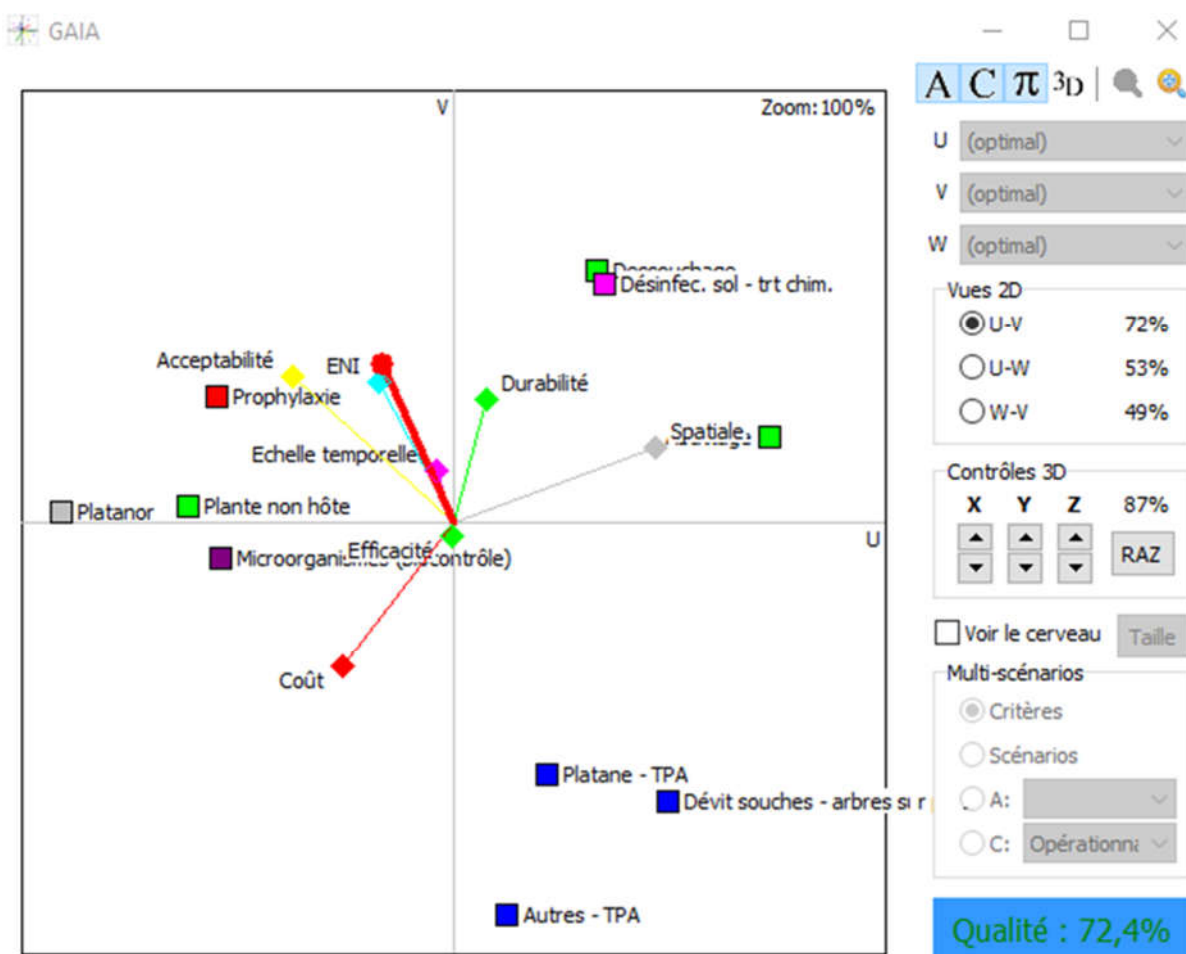 GAIA
V
Zoom: 100%
A C π 3D
U (optimal)
V (optimal)
W (optimal)
Vues 2D
U-V 72%
U-W 53%
W-V 49%
Contrôles 3D
X Y Z 87%
RAZ
Voir le cerveau
Taille
Multi-scénarios
Critères
Scénarios
A:
C: Opérationna
Qualité : 72,4%
Désinfec. sol - trt chim.
Acceptabilité
ENI
Prophylaxie
Durabilité
Spatiale
Echelle temporelle
Platanor
Plante non hôte
U
Efficacité
Coût
Platane - TPA
Dévit souches - arbres sur
Autres - TPA